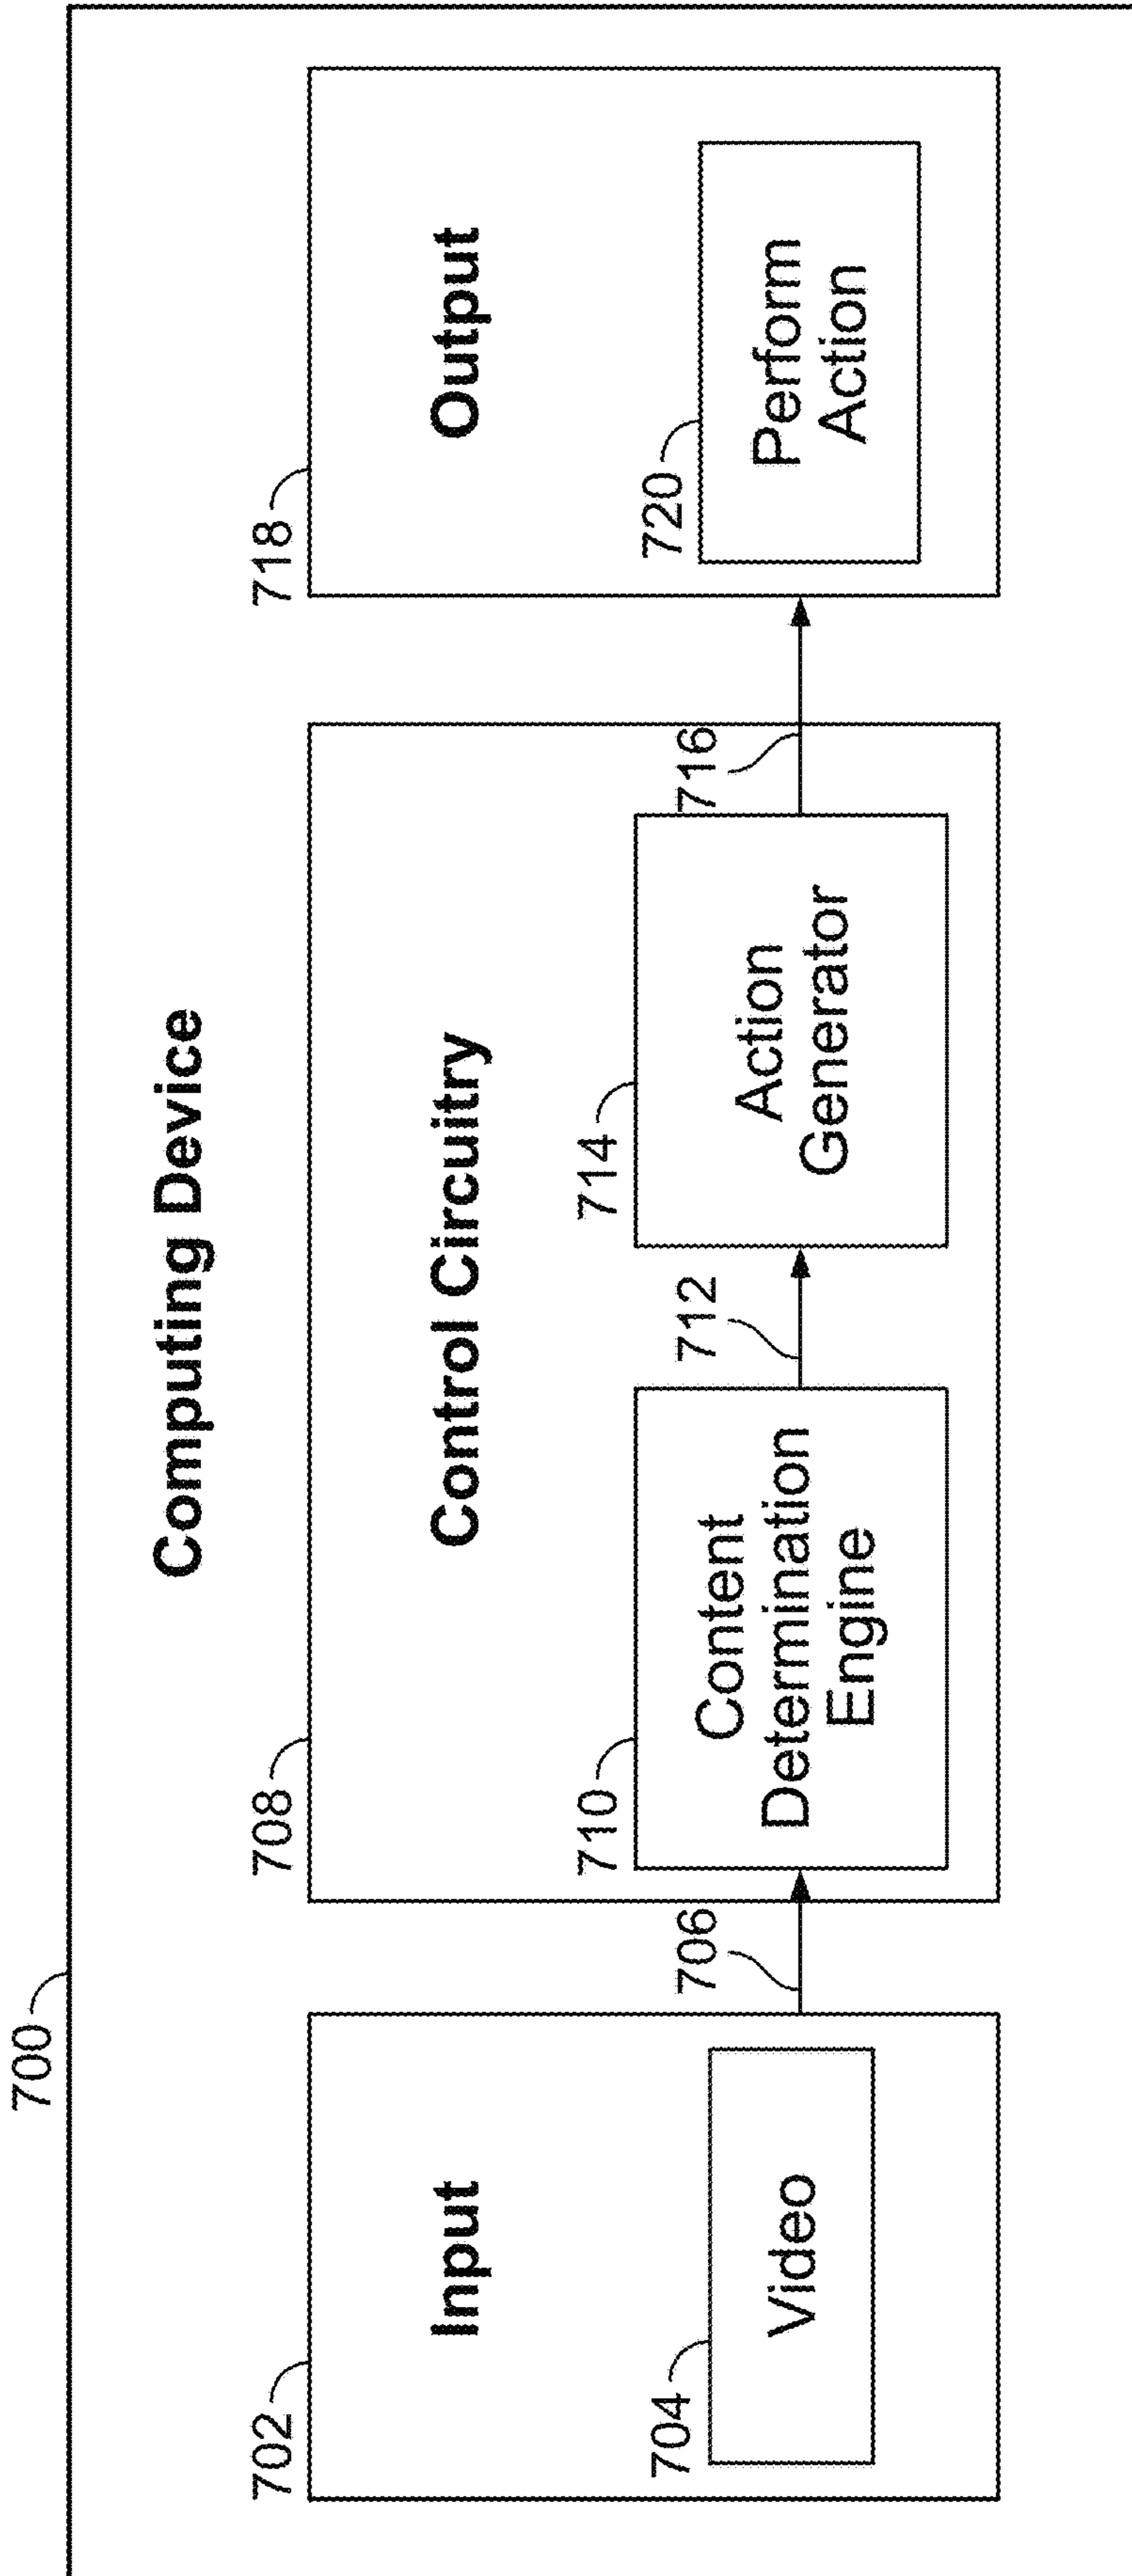 700
Computing Device
702
Input
704
Video
706
708
Control Circuitry
710
Content
Determination
Engine
712
714
Action
Generator
716
718
Output
720
Perform
Action